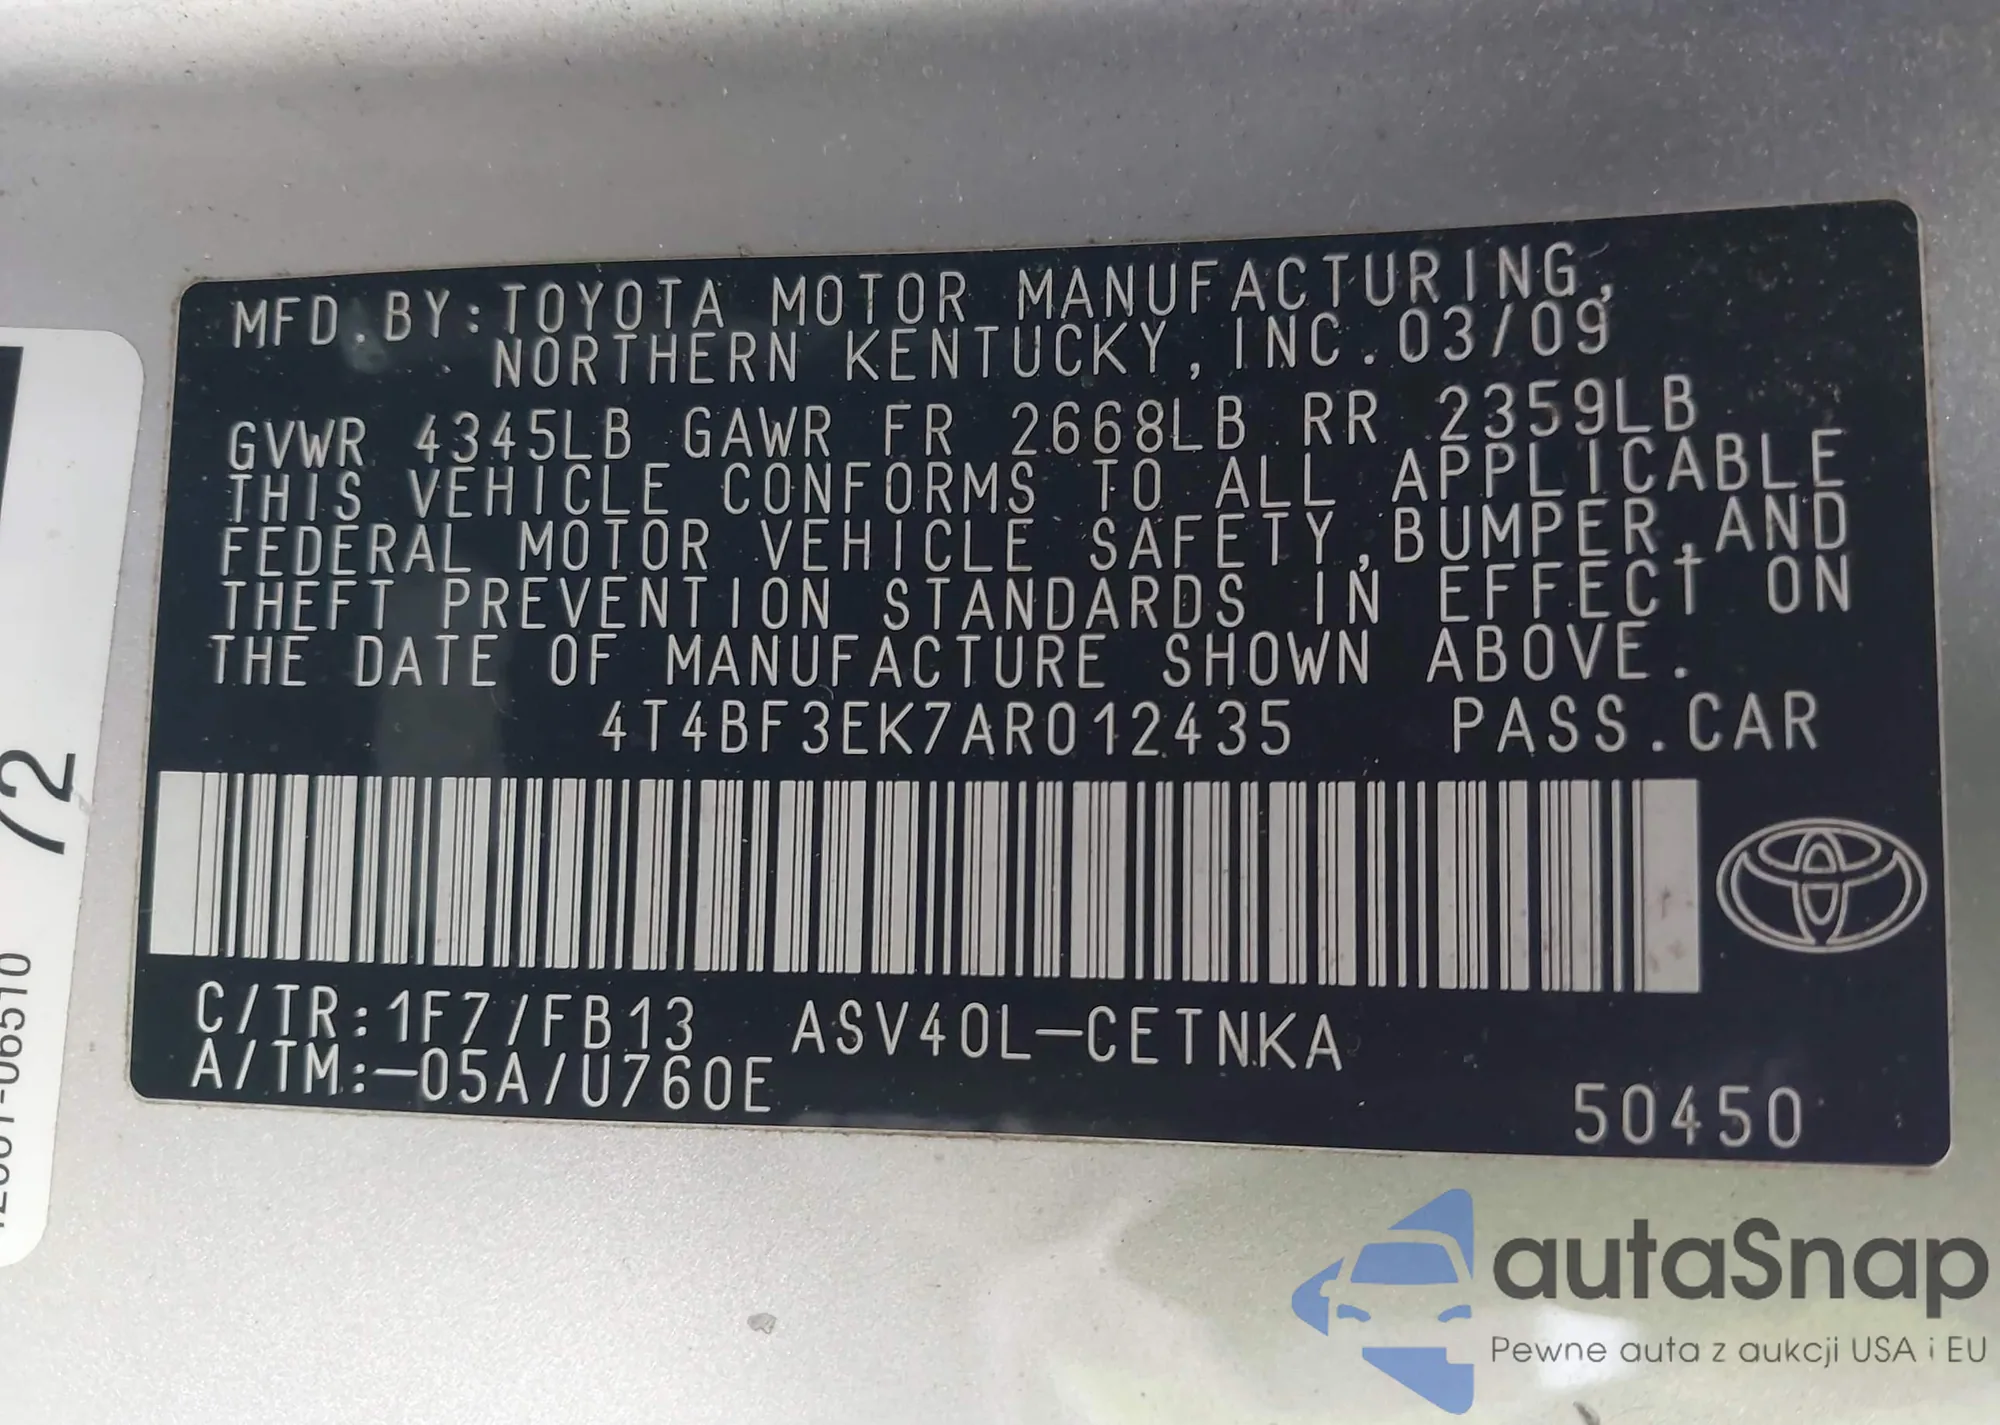 MFD.BY:TOYOTA MOTOR MANUFACTURING,
NORTHERN KENTUCKY, INC. 03/09
GVWR 4345LB GAWR FR 2668LB RR 2359LB
THIS VEHICLE CONFORMS TO ALL APPLICABLE
FEDERAL MOTOR VEHICLE SAFETY,BUMPER,AND
THEFT PREVENTION STANDARDS IN EFFECT ON
THE DATE OF MANUFACTURE SHOWN ABOVE.
4T4BF3EK7AR012435 PASS.CAR
C/TR:1F7/FB13 ASV40L-CETNKA
A/TM:-05A/U760E
50450
72
autaSnap
Pewne auta z aukcji USA i EU